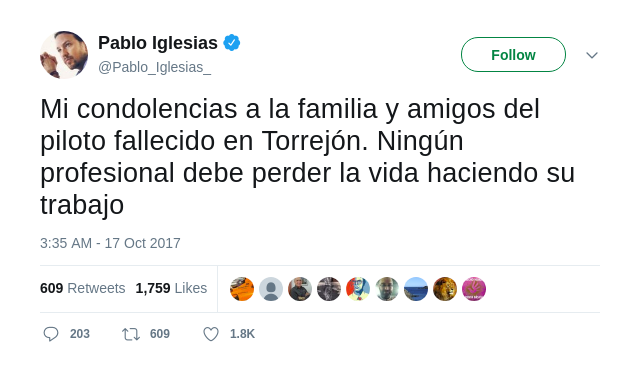 Pablo Iglesias
@Pablo_Iglesias_
Follow
Mi condolencias a la familia y amigos del
piloto fallecido en Torrejón. Ningún
profesional debe perder la vida haciendo su
trabajo
3:35 AM - 17 Oct 2017
609 Retweets 1,759 Likes
203 609 1.8K